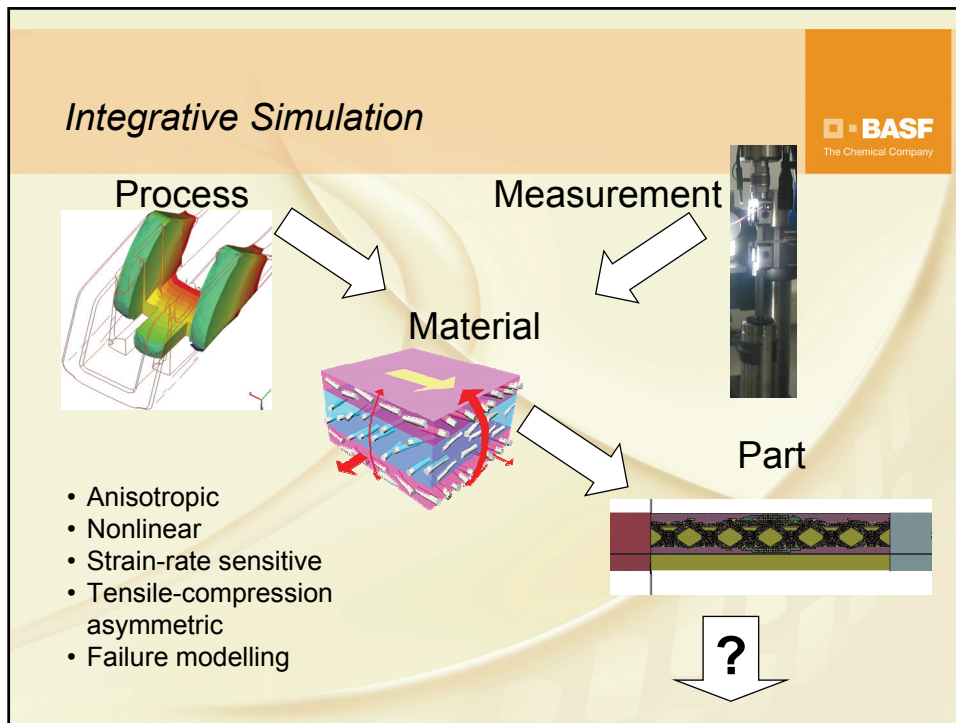 Integrative Simulation
BASF
The Chemical Company
Process
Measurement
Material
Part
• Anisotropic
• Nonlinear
• Strain-rate sensitive
• Tensile-compression
asymmetric
• Failure modelling
?